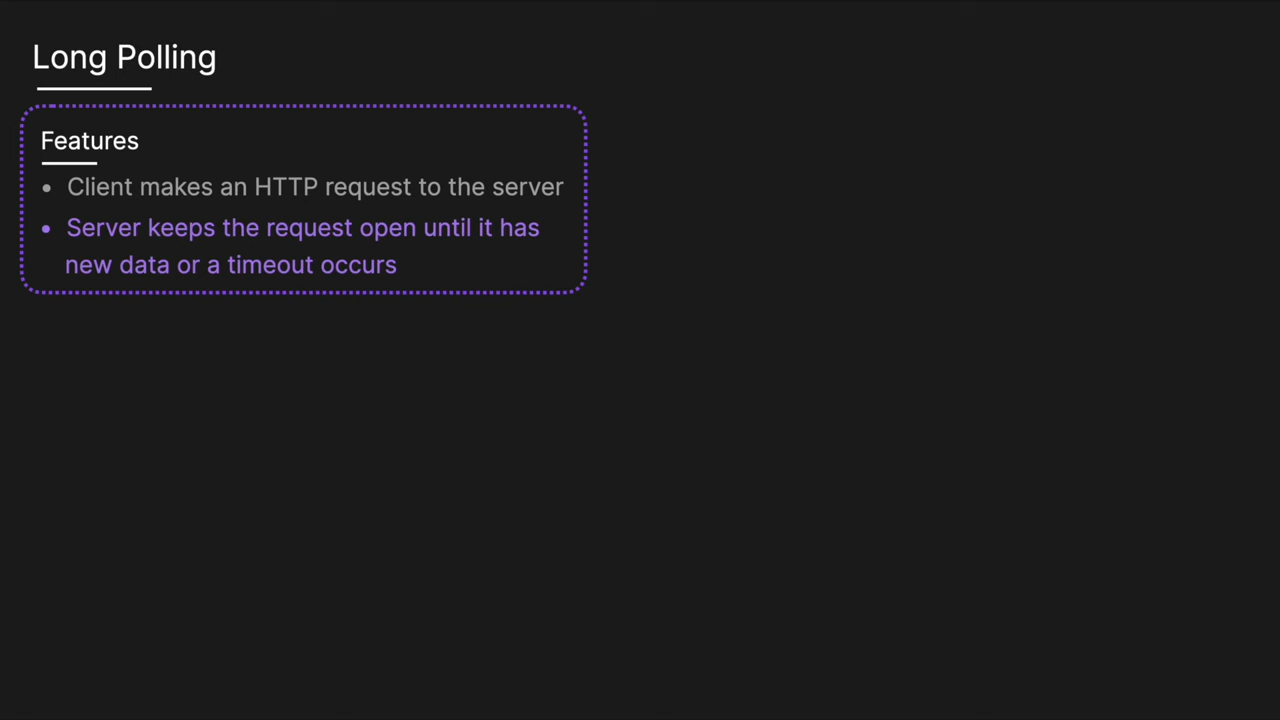 Long Polling
Features
• Client makes an HTTP request to the server
• Server keeps the request open until it has
new data or a timeout occurs